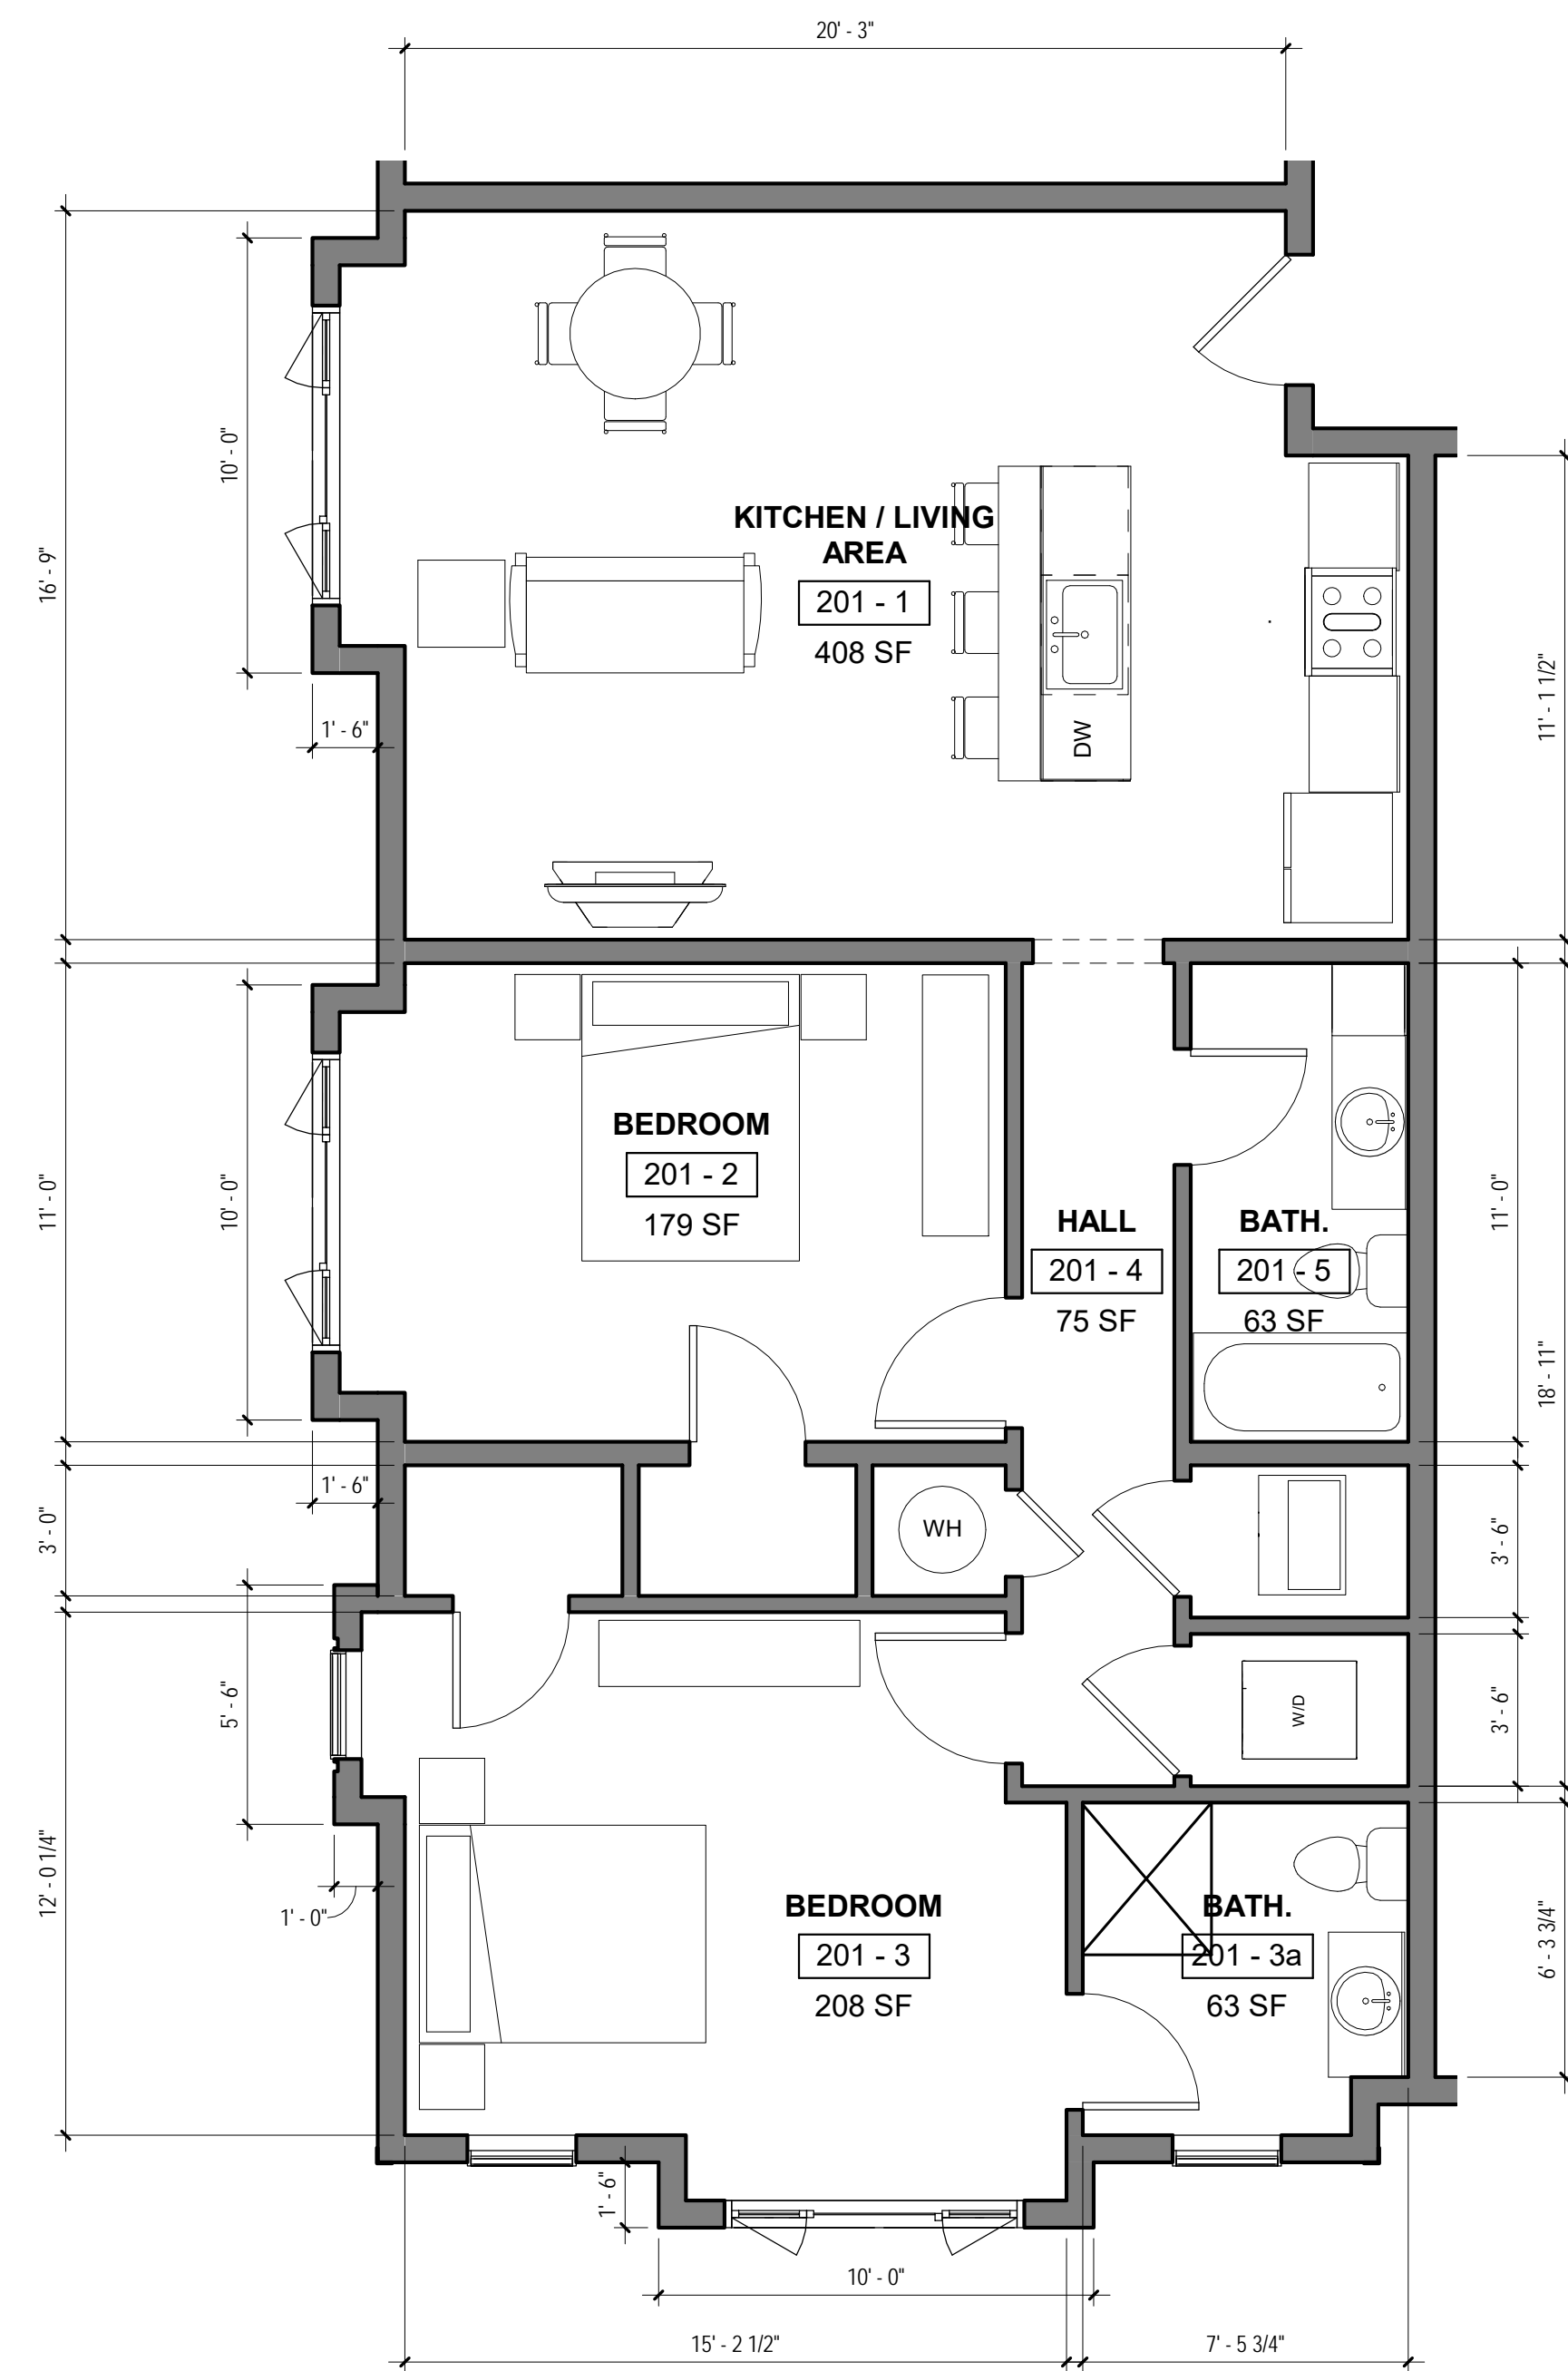 20' - 3"
10' - 0"
16' - 9"
KITCHEN / LIVING
AREA
201 - 1
408 SF
DW
11' - 1 1/2"
1' - 6"
BEDROOM
201 - 2
179 SF
11' - 0"
10' - 0"
HALL
201 - 4
75 SF
BATH.
201 - 5
63 SF
11' - 0"
18' - 11"
1' - 6"
3' - 0"
WH
3' - 6"
5' - 6"
W/D
3' - 6"
12' - 0 1/4"
1' - 0"
BEDROOM
201 - 3
208 SF
BATH.
201 - 3a
63 SF
6' - 3 3/4"
1' - 6"
10' - 0"
15' - 2 1/2"
7' - 5 3/4"